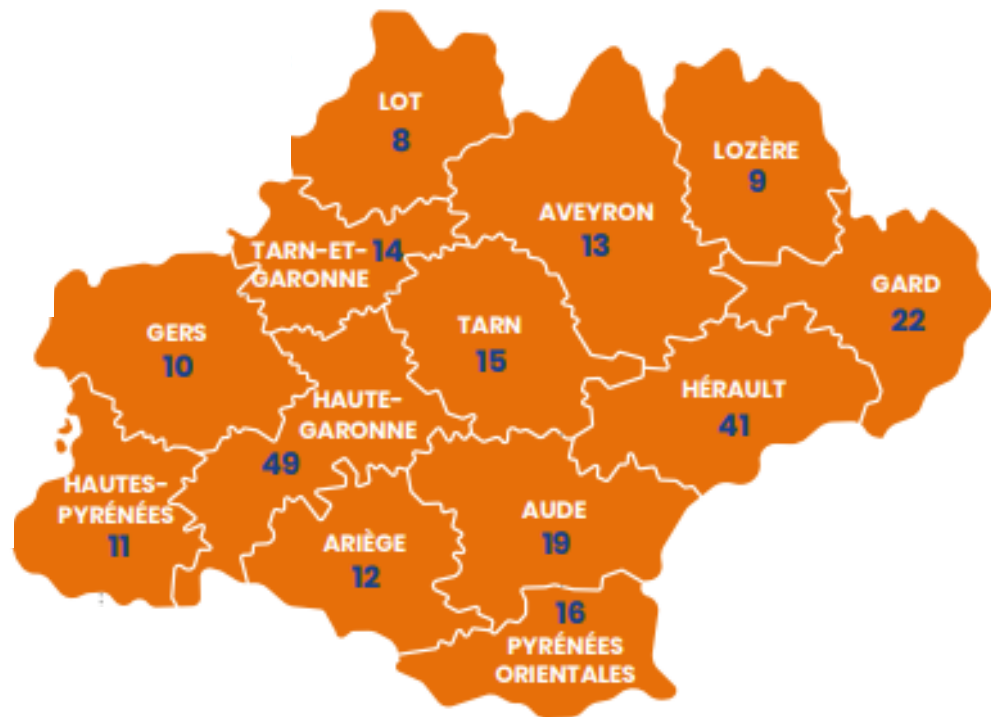 LOT
8
LOZÈRE
9
AVEYRON
13
TARN-ET- 14
GARONNE
GARD
22
GERS
10
TARN
15
HÉRAULT
41
HAUTE-
GARONNE
49
HAUTES-
PYRÉNÉES
11
AUDE
19
ARIÈGE
12
16
PYRÉNÉES
ORIENTALES